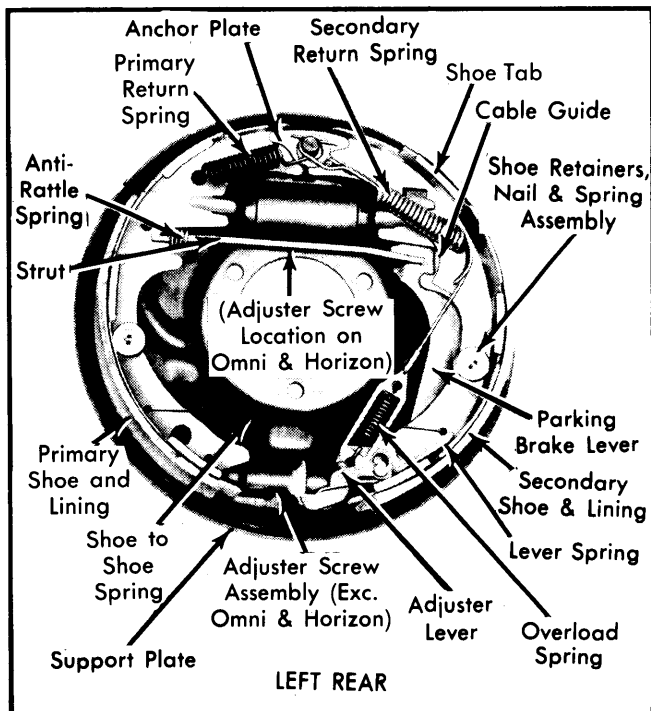 Anchor Plate
Secondary
Return Spring
Primary
Return
Spring
Shoe Tab
Cable Guide
Anti-
Rattle
Spring
Shoe Retainers,
Nail & Spring
Assembly
Strut
(Adjuster Screw
Location on
Omni & Horizon)
Parking
Brake Lever
Primary
Shoe and
Lining
Secondary
Shoe & Lining
Shoe to
Shoe
Spring
Adjuster Screw
Assembly (Exc.
Omni & Horizon)
Lever Spring
Adjuster
Lever
Overload
Spring
Support Plate
LEFT REAR